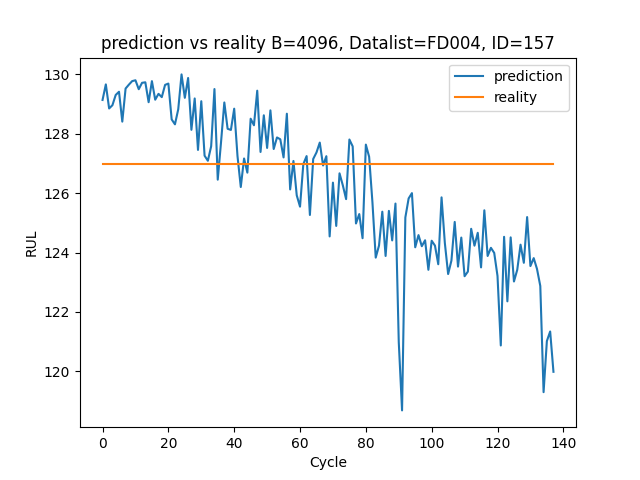 prediction vs reality B=4096, Datalist=FD004, ID=157
prediction
reality
RUL
130
128
126
124
122
120
0 20 40 60 80 100 120 140
Cycle